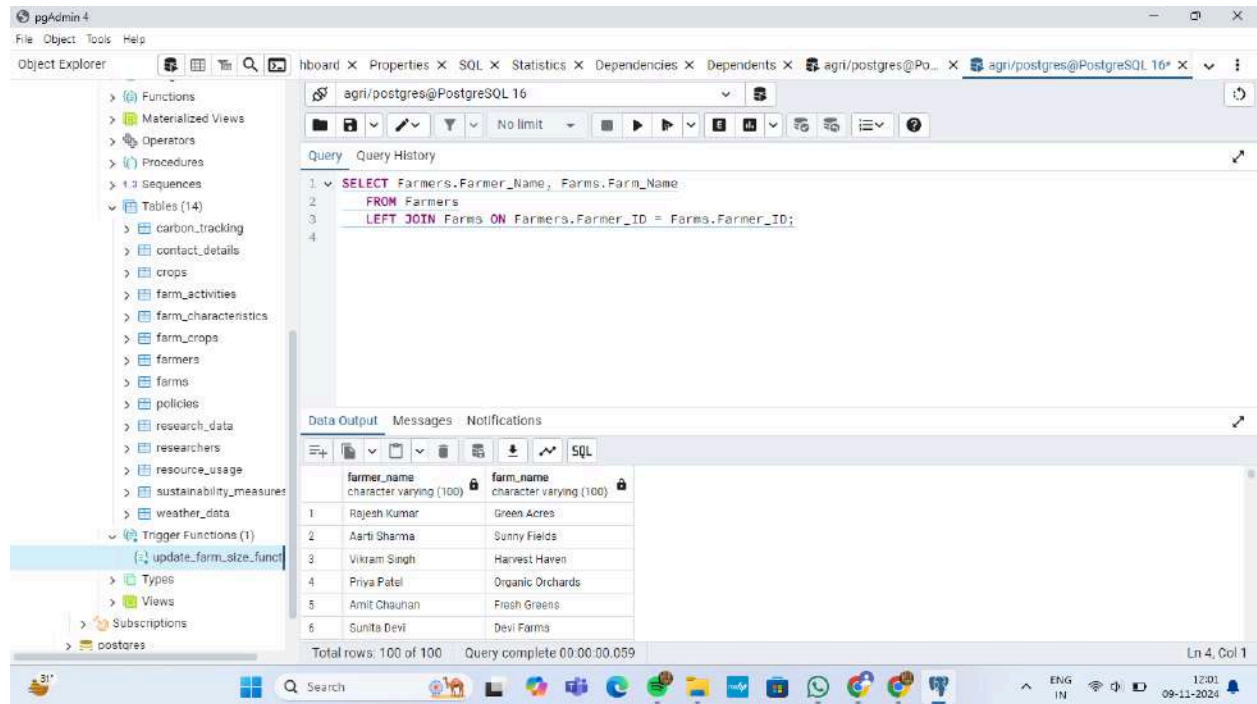 pgAdmin 4
File Object Tools Help
Object Explorer
hboard Properties SQL Statistics Dependencies Dependents agri/postgres@Po... agri/postgres@PostgreSQL 16*
Functions
Materialized Views
Operators
Procedures
1..3 Sequences
Tables (14)
carbon_tracking
contact_details
crops
farm_activities
farm_characteristics
farm_crops
farmers
farms
policies
research_data
researchers
resource_usage
sustainability_measures
weather_data
Trigger Functions (1)
update_farm_size_funct
Types
Views
Subscriptions
postgres
agri/postgres@PostgreSQL 16
No limit
Query Query History
1 SELECT Farmers.Farmer_Name, Farms.Farm_Name
2 FROM Farmers
3 LEFT JOIN Farms ON Farmers.Farmer_ID = Farms.Farmer_ID;
4
Data Output Messages Notifications
SQL
farmer_name farm_name
character varying (100) character varying (100)
1 Rajesh Kumar Green Acres
2 Aarti Sharma Sunny Fields
3 Vikram Singh Harvest Haven
4 Priya Patel Organic Orchards
5 Amit Chauhan Fresh Greens
6 Sunita Devi Devi Farms
Total rows: 100 of 100 Query complete 00:00:00.059 Ln 4, Col 1
31°
Search
ENG
IN
12:01
09-11-2024